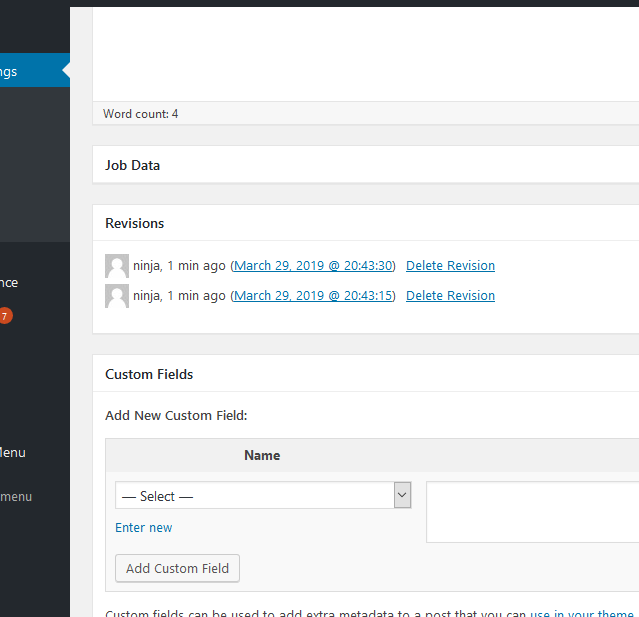 ngs
Word count: 4
Job Data
Revisions
ninja, 1 min ago (March 29, 2019 @ 20:43:30) Delete Revision
nce
ninja, 1 min ago (March 29, 2019 @ 20:43:15) Delete Revision
7
Custom Fields
Add New Custom Field:
Menu
Name
menu
— Select —
Enter new
Add Custom Field
Custom fields can be used to add extra metadata to a post that you can use in your theme